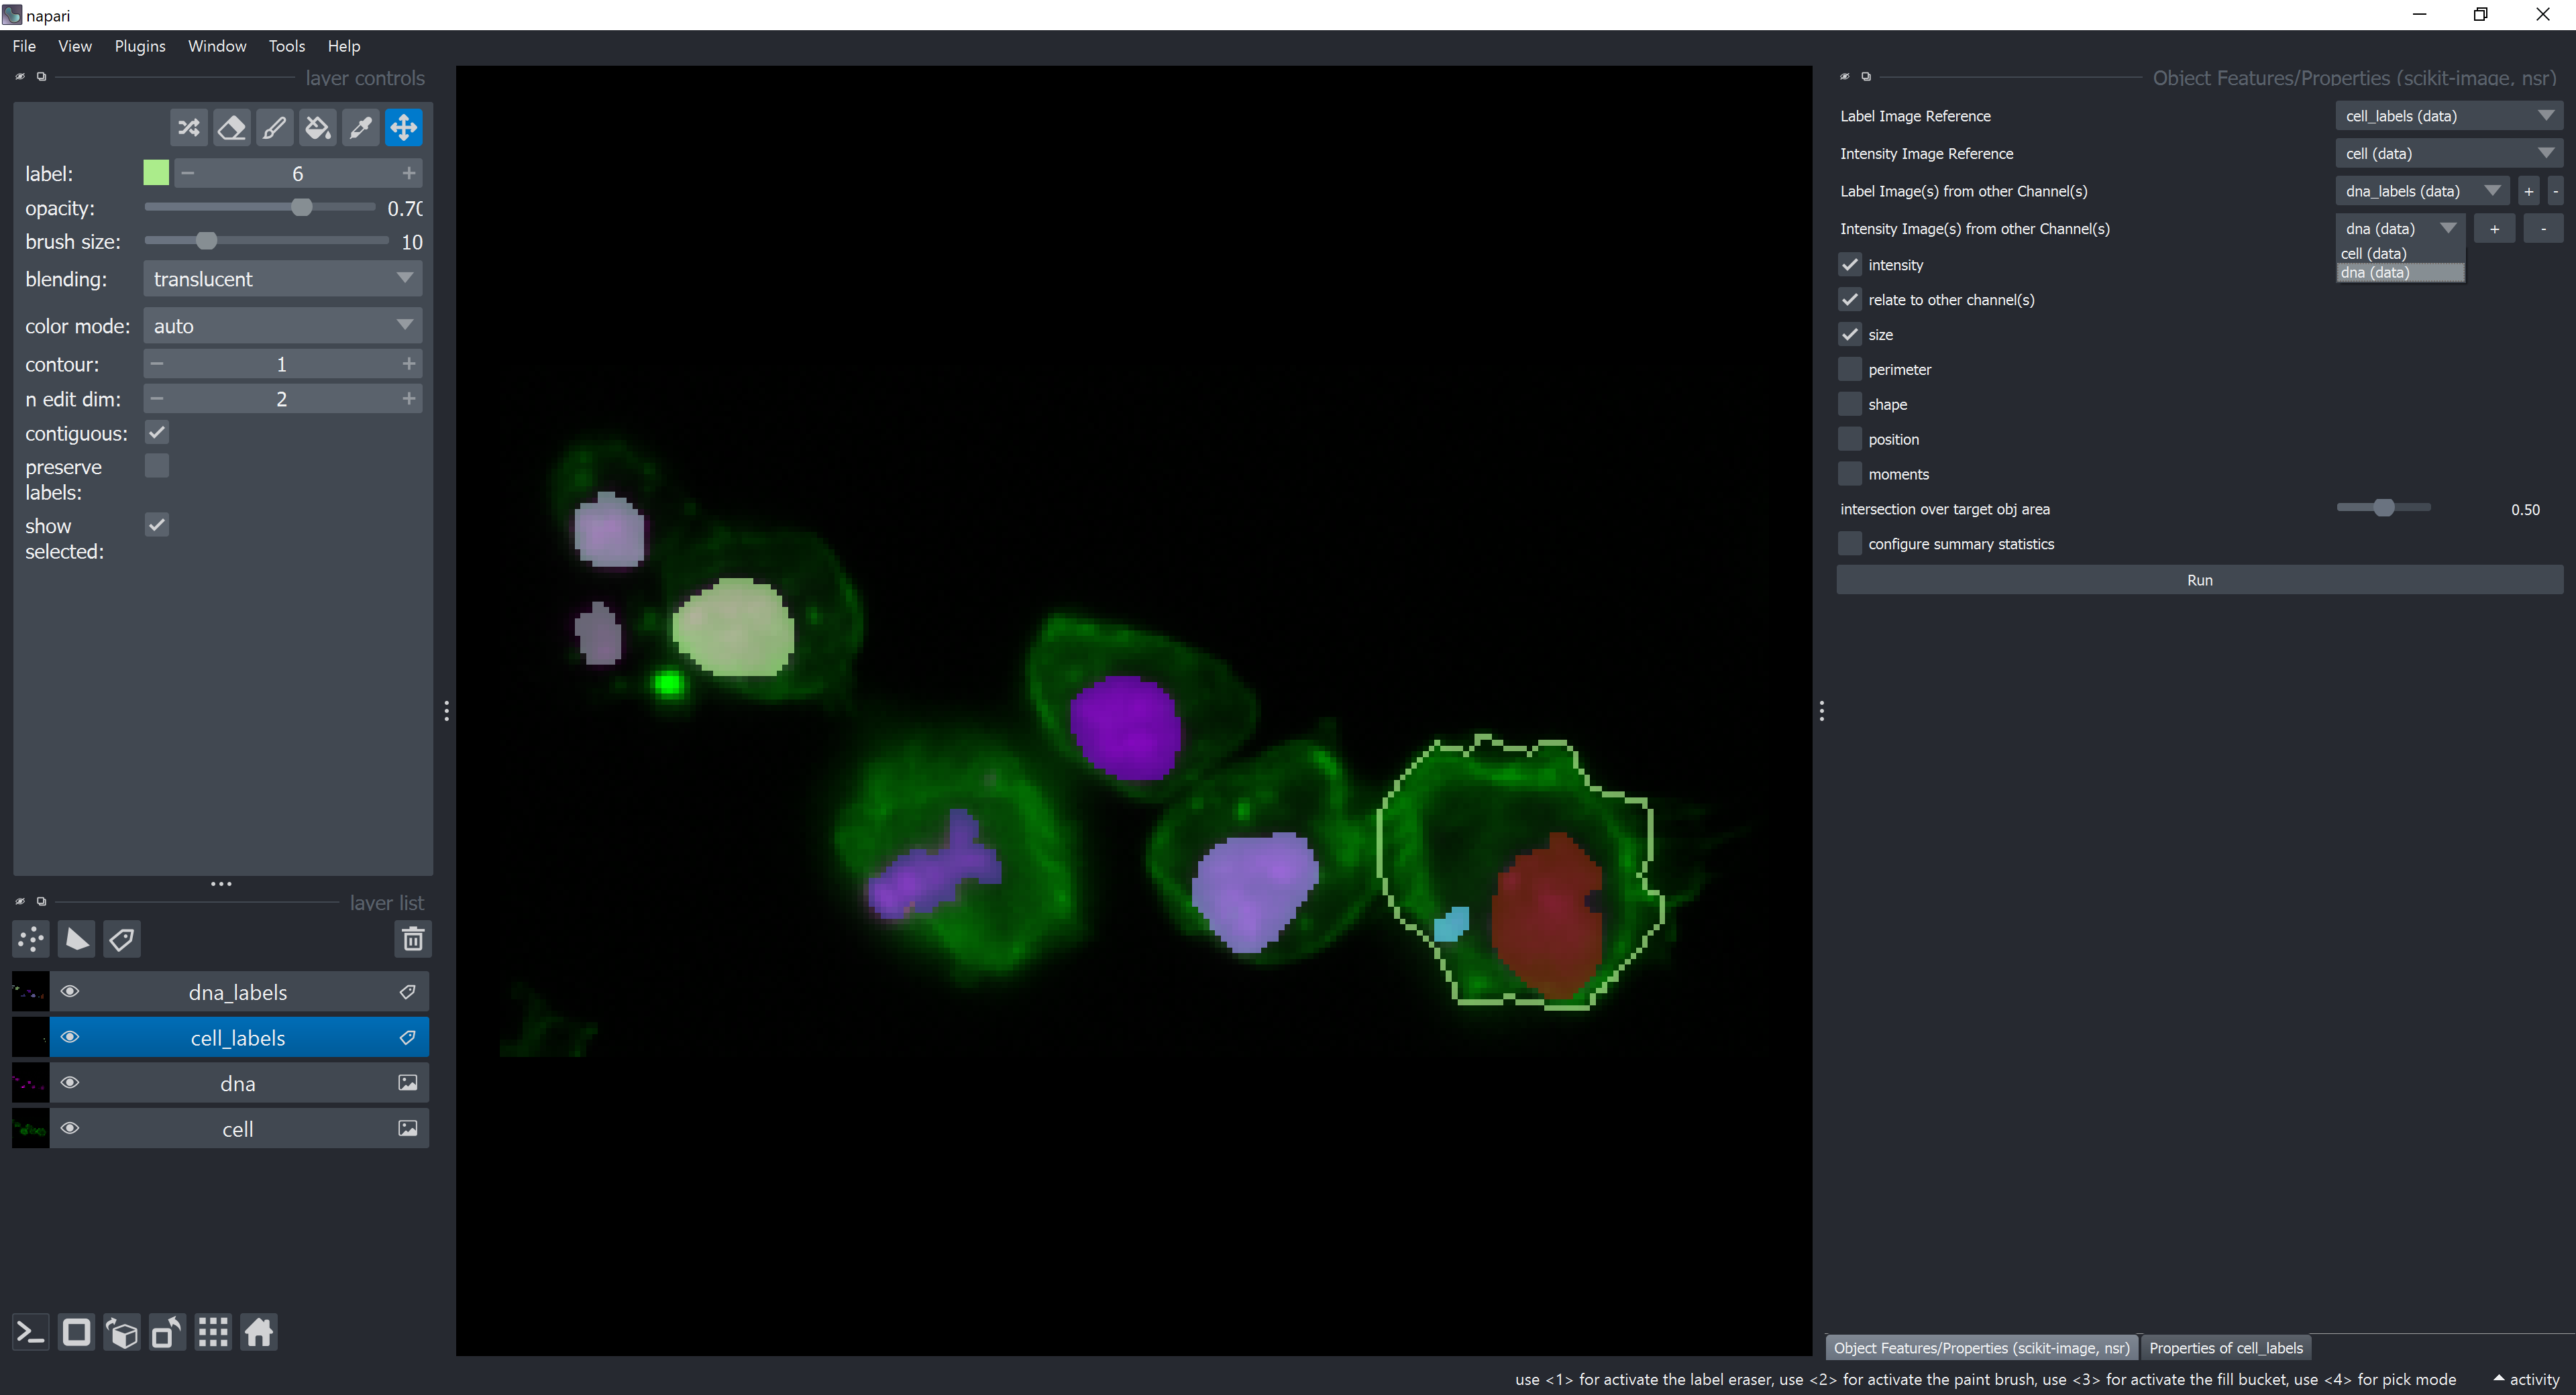 napari
File View Plugins Window Tools Help
layer controls
label: 6
opacity: 0.70
brush size: 10
blending: translucent
color mode: auto
contour: 1
n edit dim: 2
contiguous:
preserve
labels:
show
selected:
layer list
dna_labels
cell_labels
dna
cell
Object Features/Properties (scikit-image, nsr)
Label Image Reference cell_labels (data)
Intensity Image Reference cell (data)
Label Image(s) from other Channel(s) dna_labels (data) + -
Intensity Image(s) from other Channel(s) dna (data) + -
cell (data)
dna (data)
intensity
relate to other channel(s)
size
perimeter
shape
position
moments
intersection over target obj area 0.50
configure summary statistics
Run
Object Features/Properties (scikit-image, nsr) Properties of cell_labels
use <1> for activate the label eraser, use <2> for activate the paint brush, use <3> for activate the fill bucket, use <4> for pick mode activity